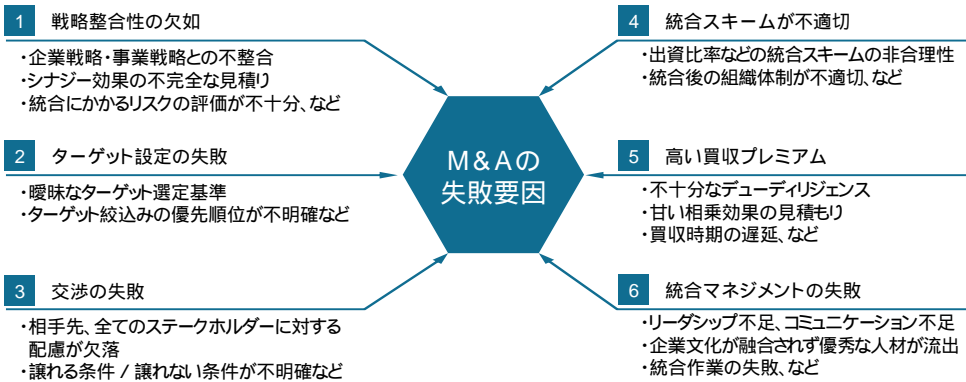 1 戦略整合性の欠如
・企業戦略・事業戦略との不整合
・シナジー効果の不完全な見積り
・統合にかかるリスクの評価が不十分、など
2 ターゲット設定の失敗
・曖昧なターゲット選定基準
・ターゲット絞込みの優先順位が不明確など
3 交渉の失敗
・相手先、全てのステークホルダーに対する
配慮が欠落
・譲れる条件 / 譲れない条件が不明確など
M&Aの
失敗要因
4 統合スキームが不適切
・出資比率などの統合スキームの非合理性
・統合後の組織体制が不適切、など
5 高い買収プレミアム
・不十分なデューディリジェンス
・甘い相乗効果の見積もり
・買収時期の遅延、など
6 統合マネジメントの失敗
・リーダシップ不足、コミュニケーション不足
・企業文化が融合されず優秀な人材が流出
・統合作業の失敗、など